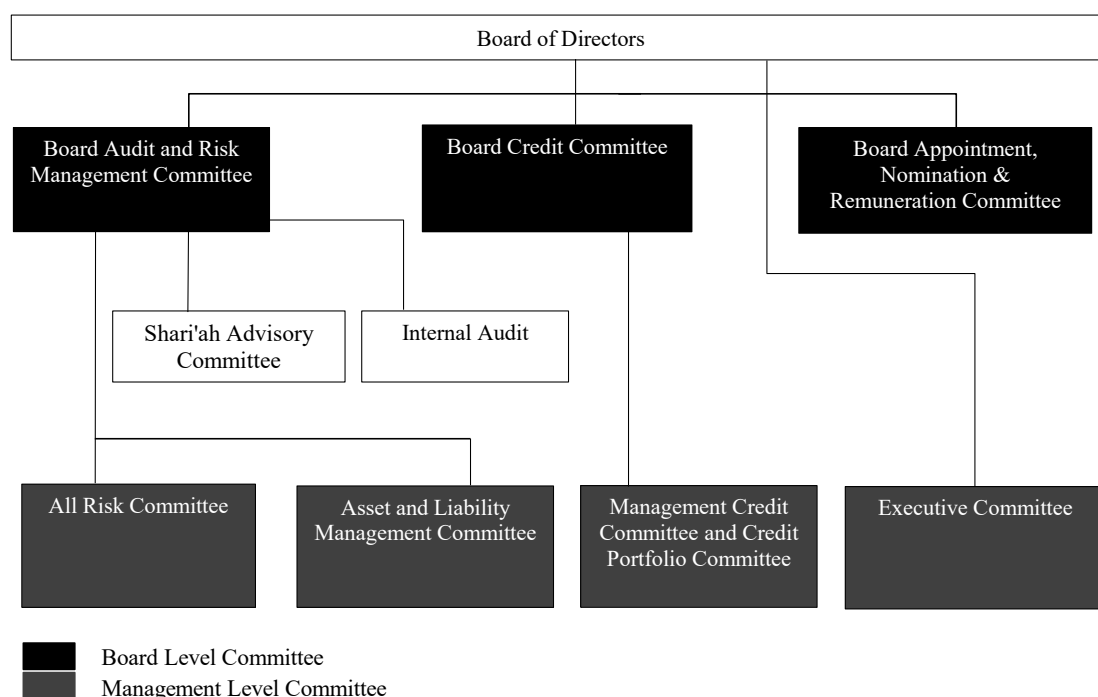 Board of Directors
Board Audit and Risk
Management Committee
Board Credit Committee
Board Appointment,
Nomination &
Remuneration Committee
Shari'ah Advisory
Committee
Internal Audit
All Risk Committee
Asset and Liability
Management Committee
Management Credit
Committee and Credit
Portfolio Committee
Executive Committee
Board Level Committee
Management Level Committee